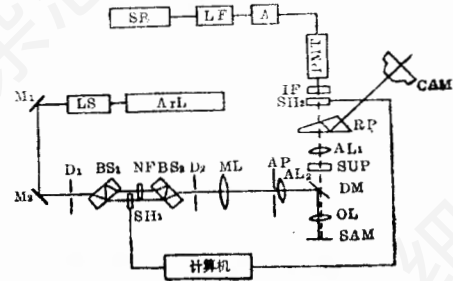 SR LF A
PMT
IF
SH₂
CAM
RP
M₁ LS ArL
AL₁
SUP
D₁ BS₁ NF BS₂ D₂ ML AP AL₂
DM
M₂
SH₁
OL
SAM
计算机